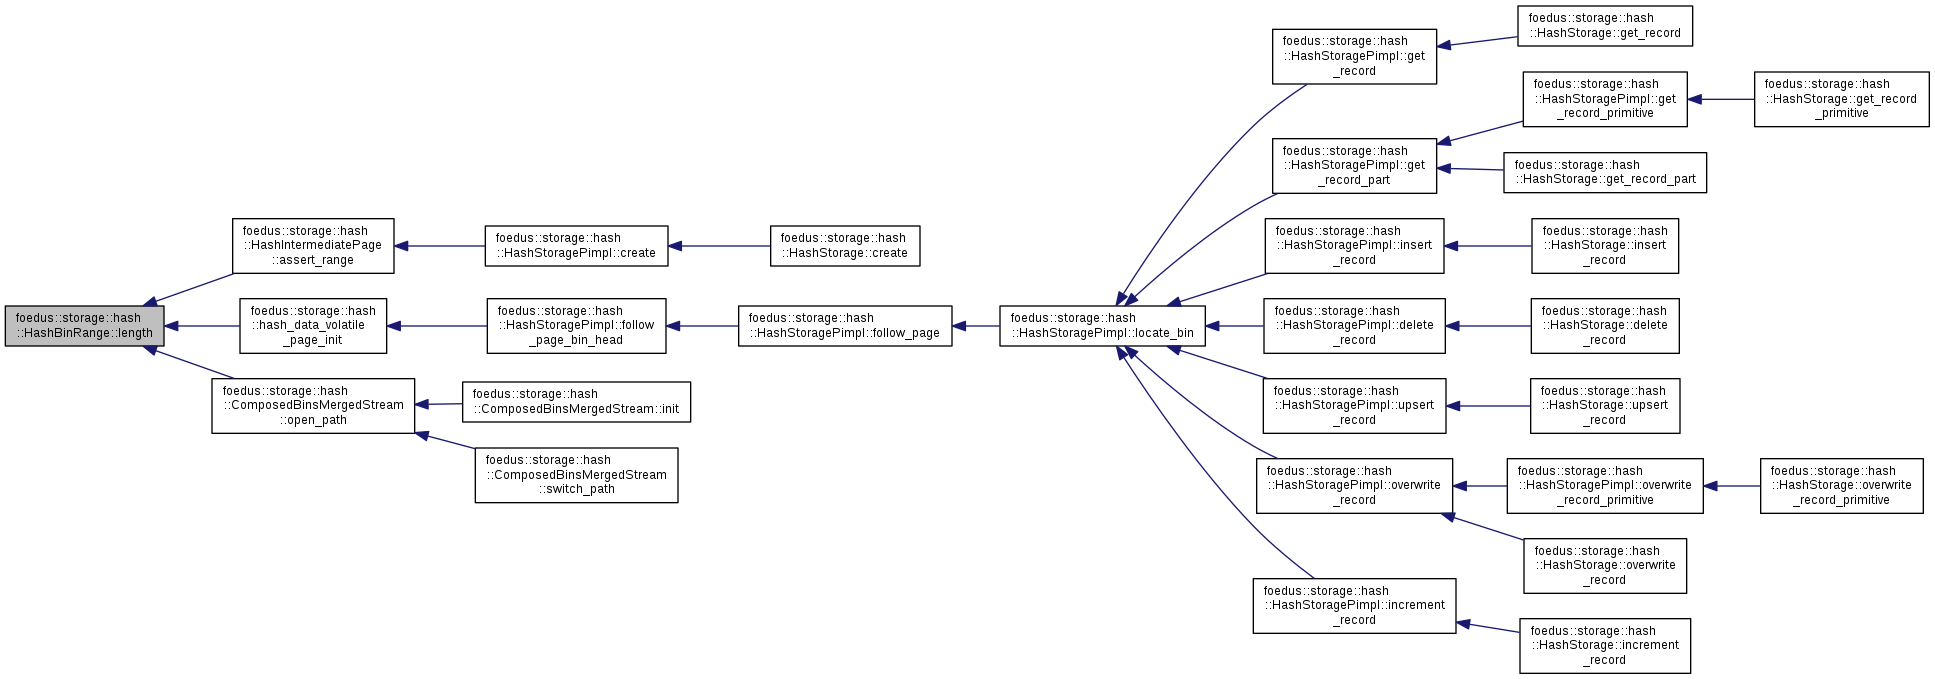 foedus::storage::hash
::HashBinRange::length
foedus::storage::hash
::HashIntermediatePage
::assert_range
foedus::storage::hash
::hash_data_volatile
_page_init
foedus::storage::hash
::ComposedBinsMergedStream
::open_path
foedus::storage::hash
::HashStoragePimpl::create
foedus::storage::hash
::HashStorage::create
foedus::storage::hash
::HashStoragePimpl::follow
_page_bin_head
foedus::storage::hash
::HashStoragePimpl::follow_page
foedus::storage::hash
::HashStoragePimpl::locate_bin
foedus::storage::hash
::ComposedBinsMergedStream::init
foedus::storage::hash
::ComposedBinsMergedStream
::switch_path
foedus::storage::hash
::HashStoragePimpl::get
_record
foedus::storage::hash
::HashStorage::get_record
foedus::storage::hash
::HashStoragePimpl::get
_record_part
foedus::storage::hash
::HashStoragePimpl::get
_record_primitive
foedus::storage::hash
::HashStorage::get_record
_primitive
foedus::storage::hash
::HashStorage::get_record_part
foedus::storage::hash
::HashStoragePimpl::insert
_record
foedus::storage::hash
::HashStorage::insert
_record
foedus::storage::hash
::HashStoragePimpl::delete
_record
foedus::storage::hash
::HashStorage::delete
_record
foedus::storage::hash
::HashStoragePimpl::upsert
_record
foedus::storage::hash
::HashStorage::upsert
_record
foedus::storage::hash
::HashStoragePimpl::overwrite
_record
foedus::storage::hash
::HashStoragePimpl::overwrite
_record_primitive
foedus::storage::hash
::HashStorage::overwrite
_record_primitive
foedus::storage::hash
::HashStorage::overwrite
_record
foedus::storage::hash
::HashStoragePimpl::increment
_record
foedus::storage::hash
::HashStorage::increment
_record